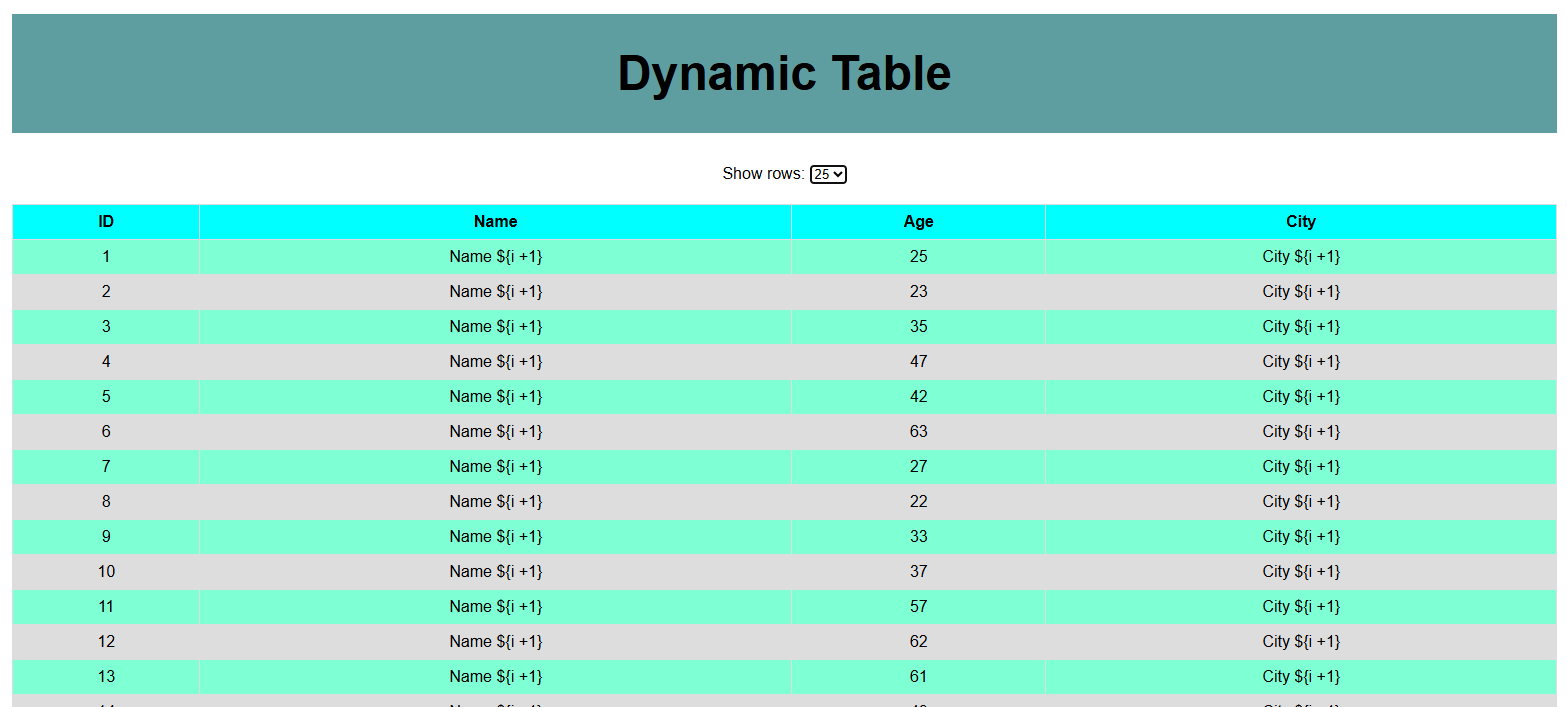 Dynamic Table
Show rows: 25
ID Name Age City
1 Name ${i +1} 25 City ${i +1}
2 Name ${i +1} 23 City ${i +1}
3 Name ${i +1} 35 City ${i +1}
4 Name ${i +1} 47 City ${i +1}
5 Name ${i +1} 42 City ${i +1}
6 Name ${i +1} 63 City ${i +1}
7 Name ${i +1} 27 City ${i +1}
8 Name ${i +1} 22 City ${i +1}
9 Name ${i +1} 33 City ${i +1}
10 Name ${i +1} 37 City ${i +1}
11 Name ${i +1} 57 City ${i +1}
12 Name ${i +1} 62 City ${i +1}
13 Name ${i +1} 61 City ${i +1}